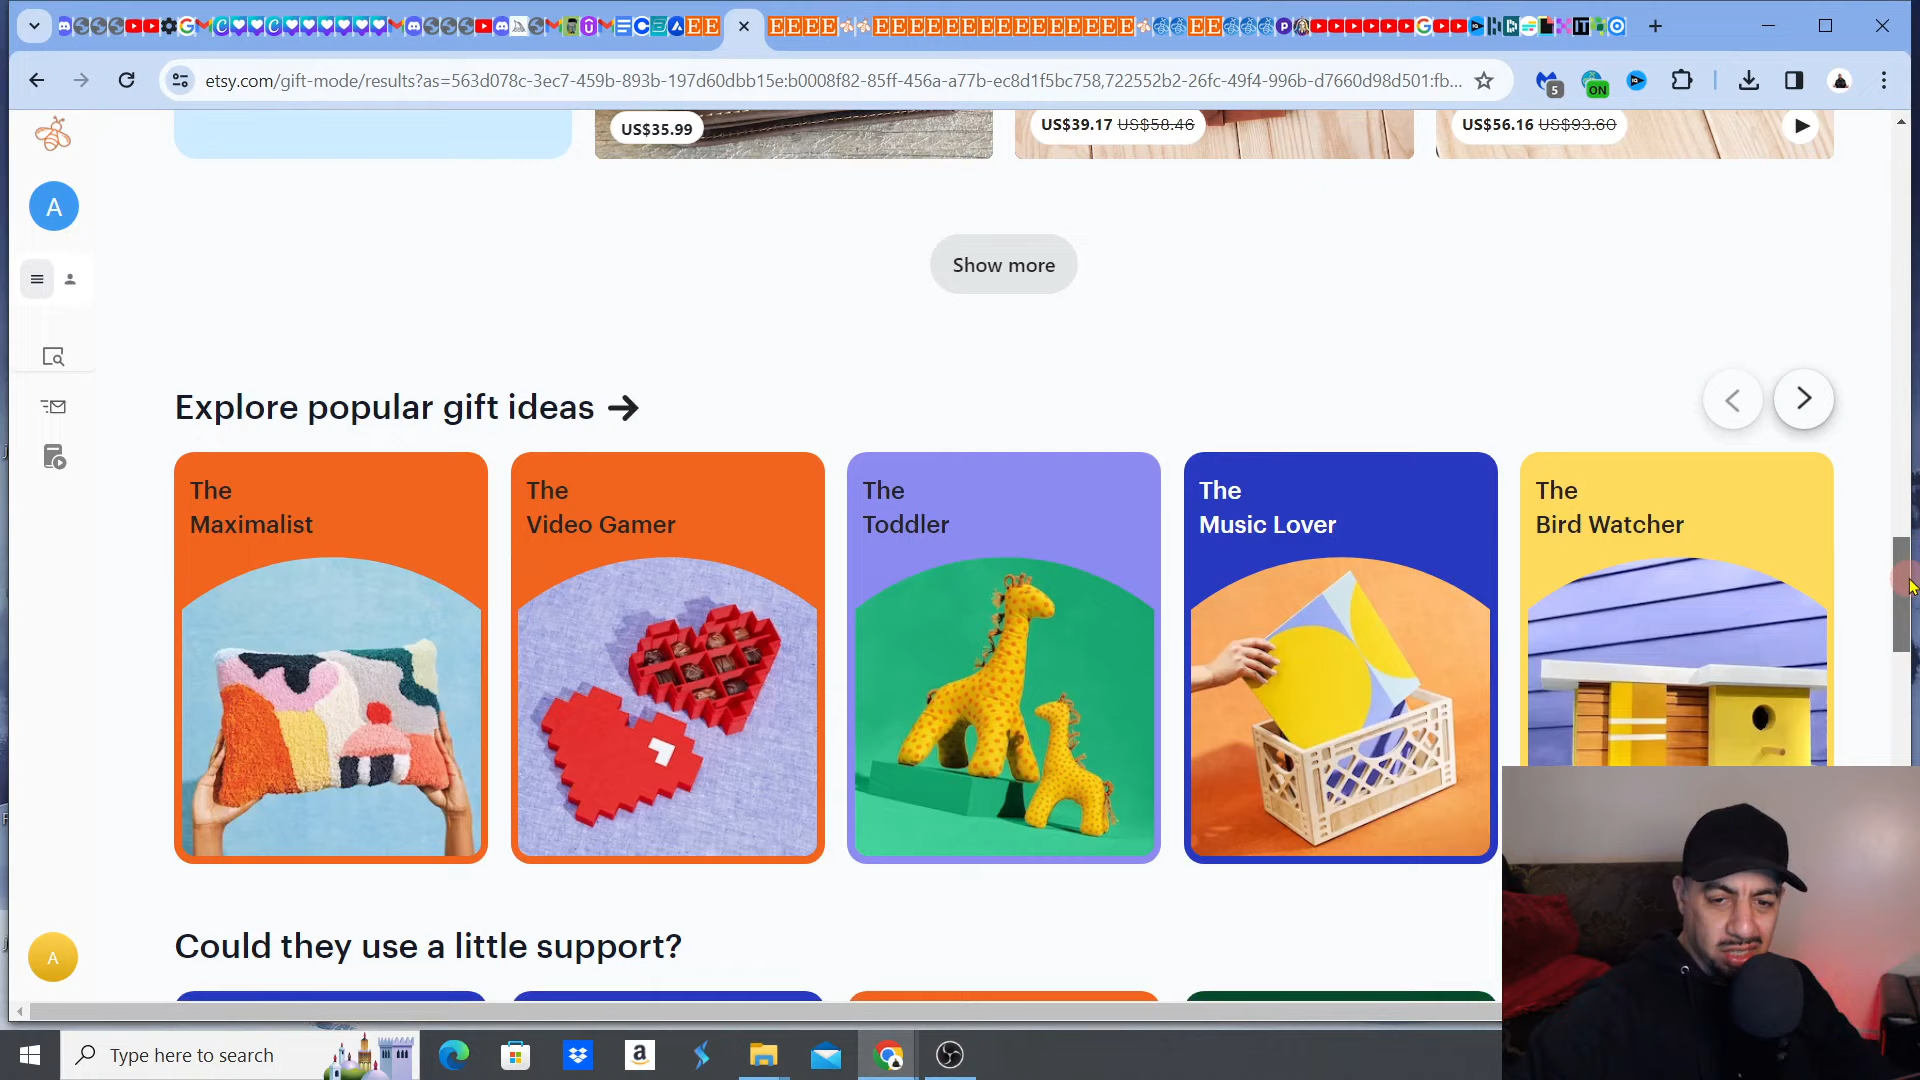 etsy.com/gift-mode/results?as=563d078c-3ec7-459b-893b-197d60dbb15e:b0008f82-85ff-456a-a77b-ec8d1f5bc758,722552b2-26fc-49f4-996b-d7660d98d501:fb...
5
ON
US$35.99
US$39.17 US$58.46
US$56.16 US$93.60
A
Show more
Explore popular gift ideas →
The
Maximalist
The
Video Gamer
The
Toddler
The
Music Lover
The
Bird Watcher
Could they use a little support?
A
Type here to search